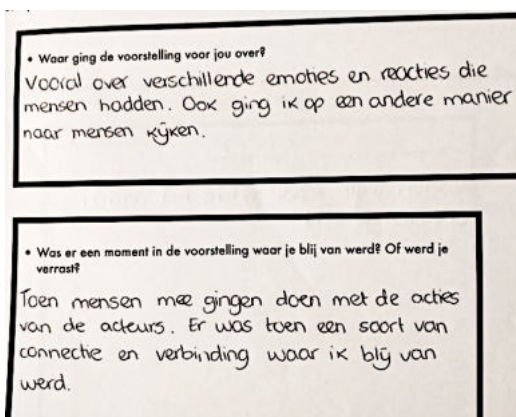 • Waar ging de voorstelling voor jou over?
Vooral over verschillende emoties en reacties die
mensen hadden. Ook ging ik op een andere manier
naar mensen kijken.
• Was er een moment in de voorstelling waar je blij van werd? Of werd je
verrast?
Toen mensen mee gingen doen met de acties
van de acteurs. Er was toen een soort van
connectie en verbinding waar ik blij van
werd.